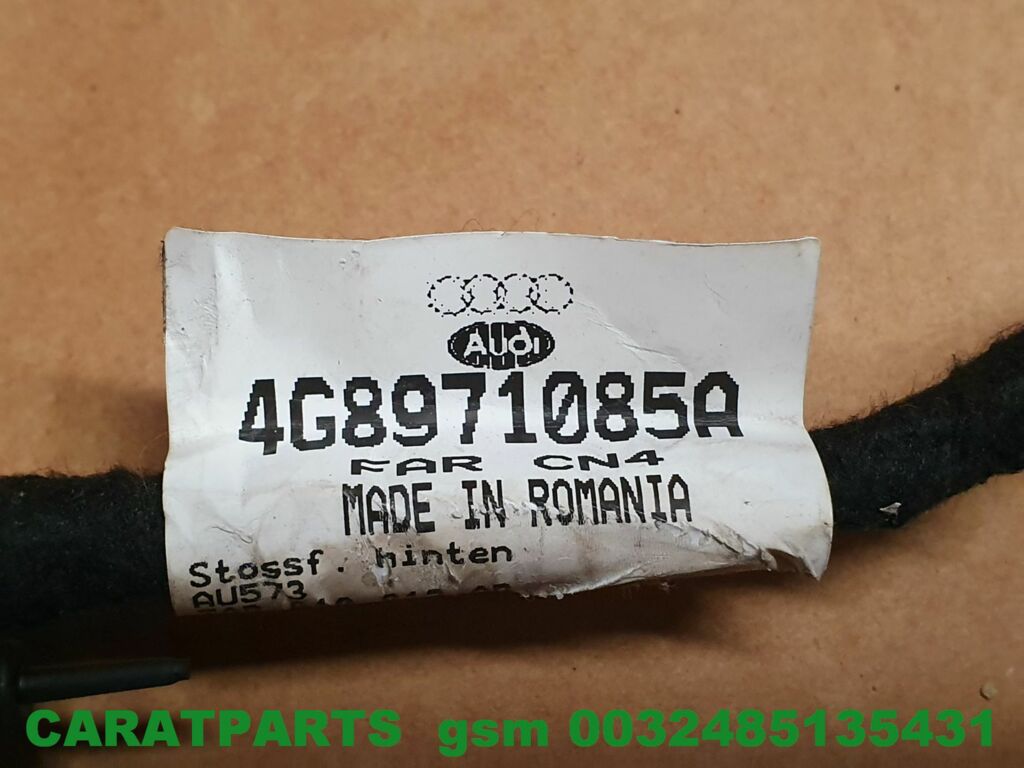 Audi
4G8971085A
FAR CN4
MADE IN ROMANIA
Stossf. hinten
AU573
CARATPARTS gsm 0032485135431